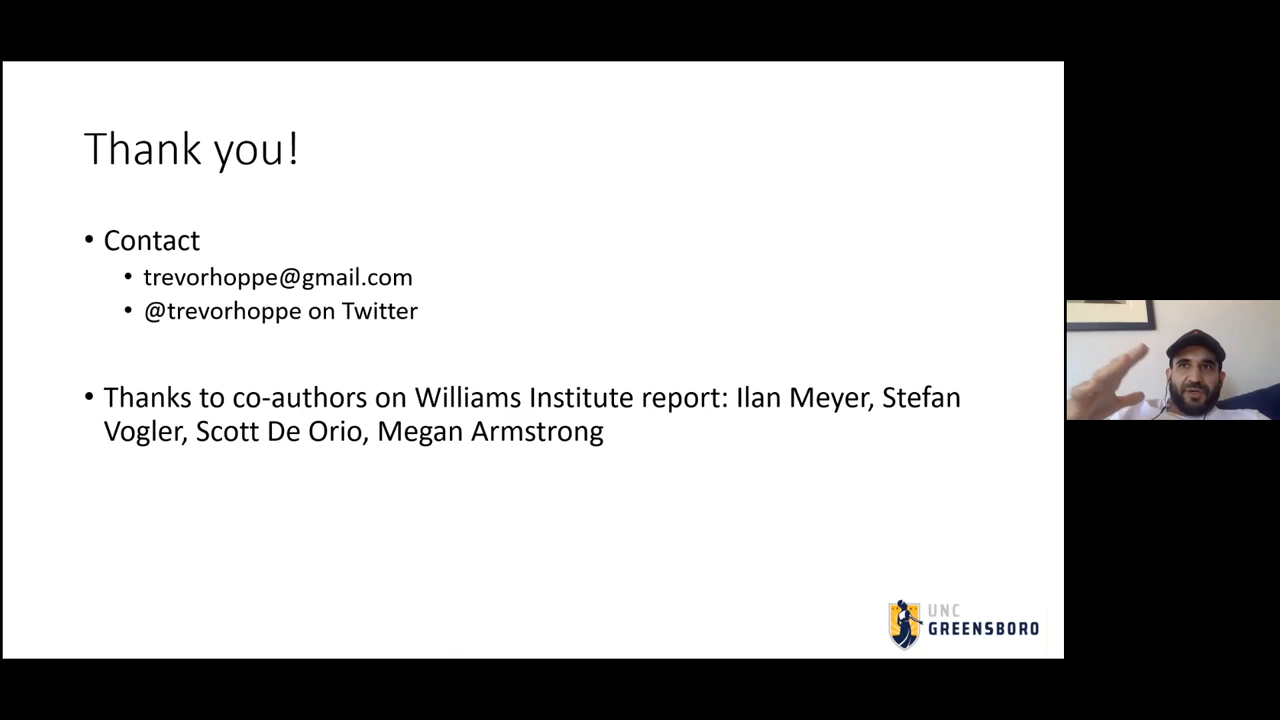 Thank you!
• Contact
• trevorhoppe@gmail.com
• @trevorhoppe on Twitter
• Thanks to co-authors on Williams Institute report: Ilan Meyer, Stefan
Vogler, Scott De Orio, Megan Armstrong
UNC
GREENSBORO